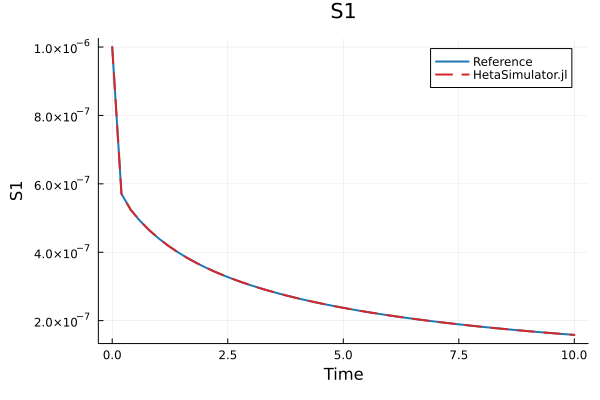 S1
1.0×10⁻⁶
8.0×10⁻⁷
6.0×10⁻⁷
4.0×10⁻⁷
2.0×10⁻⁷
S1
Reference
HetaSimulator.jl
0.0 2.5 5.0 7.5 10.0
Time